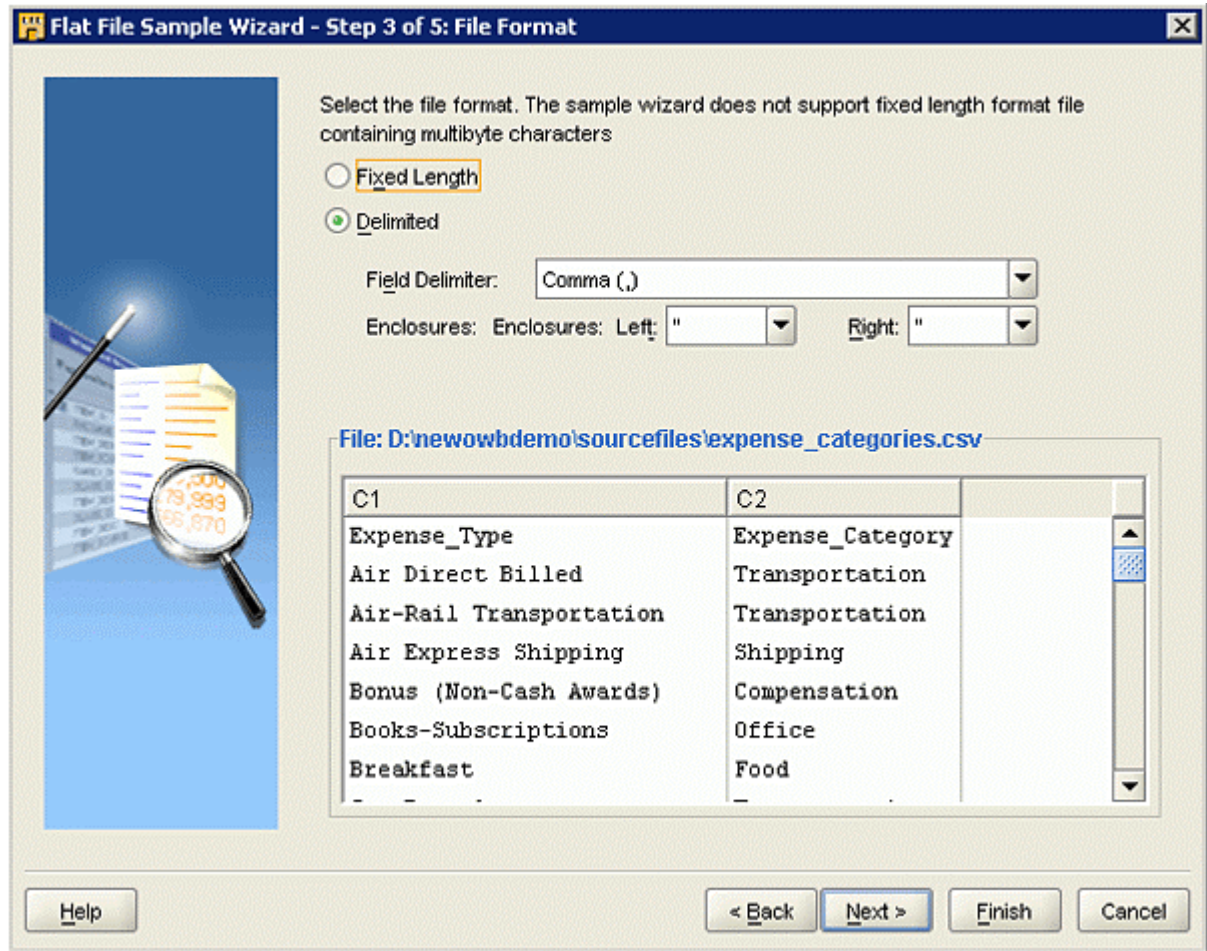 Flat File Sample Wizard - Step 3 of 5: File Format
Select the file format. The sample wizard does not support fixed length format file
containing multibyte characters
Fixed Length
Delimited
Field Delimiter: Comma (,)
Enclosures: Enclosures: Left: " Right: "
File: D:\newowbdemo\sourcefiles\expense_categories.csv
C1 C2
Expense_Type Expense_Category
Air Direct Billed Transportation
Air-Rail Transportation Transportation
Air Express Shipping Shipping
Bonus (Non-Cash Awards) Compensation
Books-Subscriptions Office
Breakfast Food
Help < Back Next > Finish Cancel